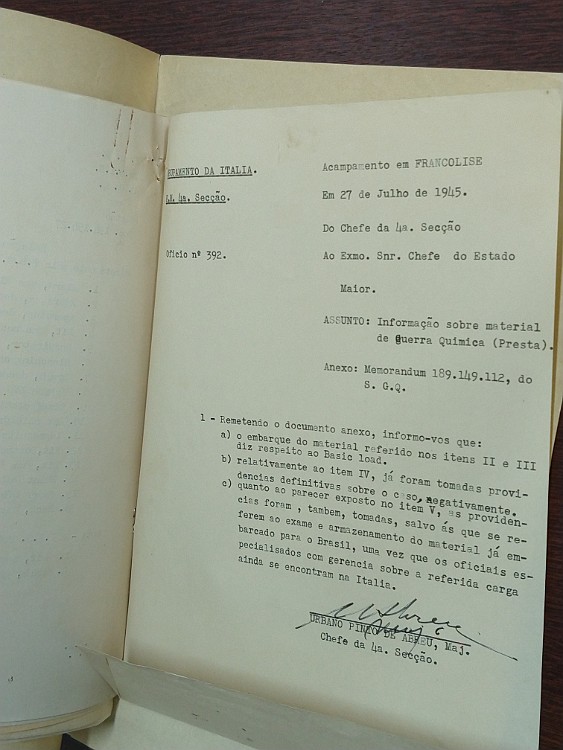 DA ITALIA.
4a. Secção.
Oficio nº 392.
Acampamento em FRANCOLISE
Em 27 de Julho de 1945.
Do Chefe da 4a. Secção
Ao Exmo. Snr. Chefe do Estado
Maior.
ASSUNTO: Informação sobre material
de guerra Quimica (Presta).
Anexo: Memorandum 189.149.112, do
S. G.Q.
1 - Remetendo o documento anexo, informo-vos que:
a) o embarque do material referido nos itens II e III
diz respeito ao Basic load.
b) relativamente ao item IV, já foram tomadas provi-
dencias definitivas sobre o caso, negativamente.
c) quanto ao parecer exposto no item V, as providên-
cias foram , tambem, tomadas, salvo ás que se re-
ferem ao exame e armazenamento do material já em-
barcado para o Brasil, uma vez que os oficiais es-
pecialisados com gerencia sobre a referida carga
ainda se encontram na Italia.
URBANO PINTO DE ABREU, Maj.
Chefe da 4a. Secção.